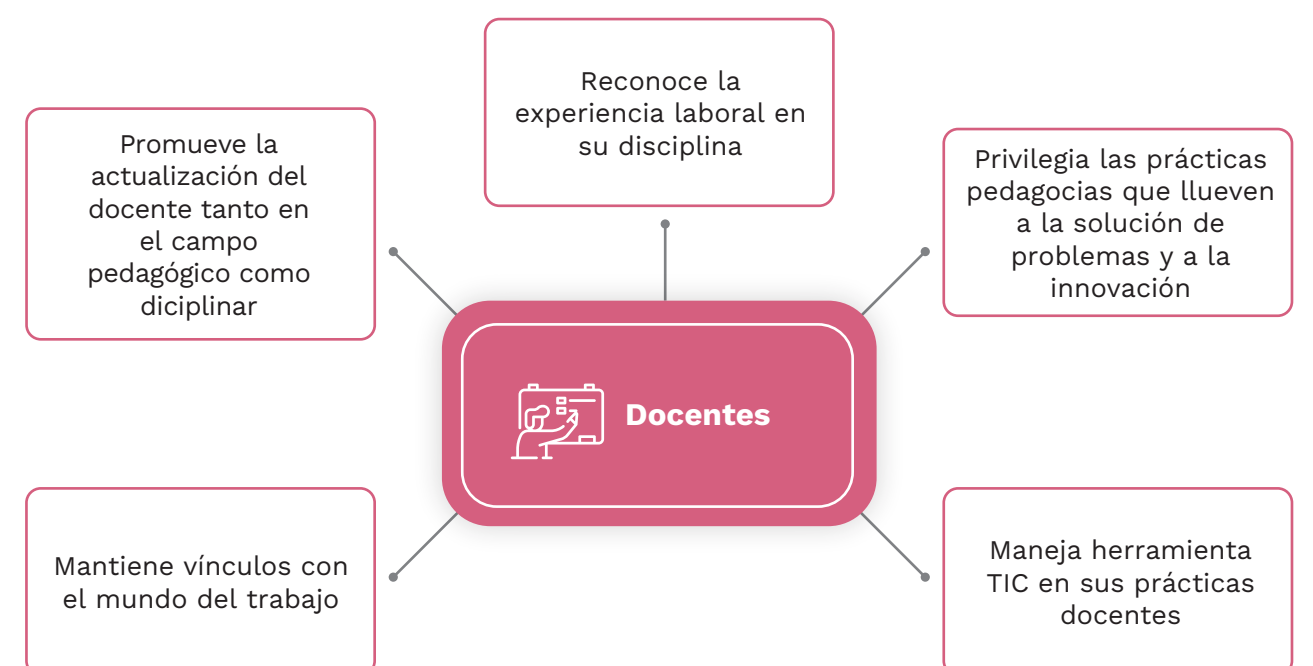 Reconoce la
experiencia laboral en
su disciplina
Promueve la
actualización del
docente tanto en
el campo
pedagógico como
diciplinar
Privilegia las prácticas
pedagocias que llueven
a la solución de
problemas y a la
innovación
Docentes
Mantiene vínculos con
el mundo del trabajo
Maneja herramienta
TIC en sus prácticas
docentes